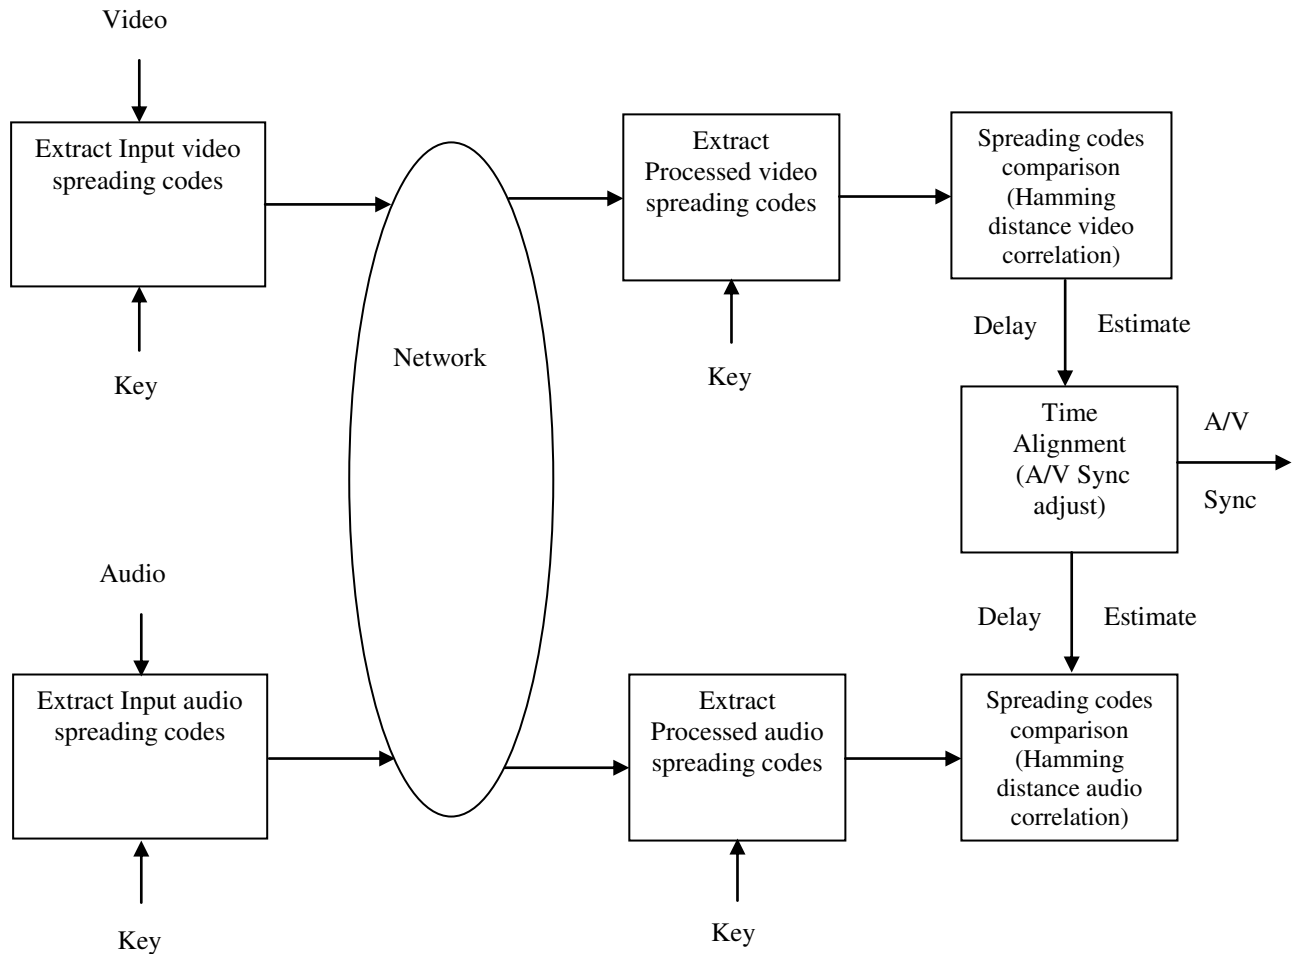 Video
Extract Input video
spreading codes
Key
Network
Extract
Processed video
spreading codes
Key
Spreading codes
comparison
(Hamming
distance video
correlation)
Delay Estimate
Time
Alignment
(A/V Sync
adjust)
A/V
Sync
Delay Estimate
Audio
Extract Input audio
spreading codes
Key
Extract
Processed audio
spreading codes
Key
Spreading codes
comparison
(Hamming
distance audio
correlation)